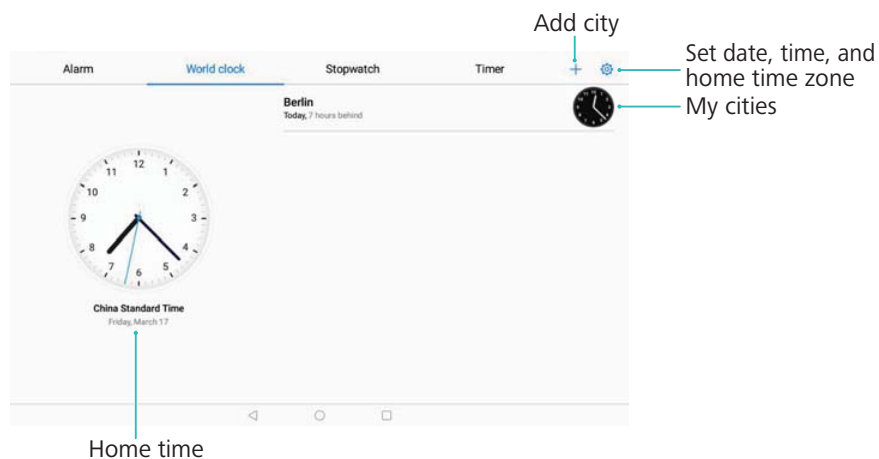 Add city
Set date, time, and
home time zone
Alarm
World clock
Stopwatch
Timer
My cities
Berlin
Today, 7 hours behind
12
1
2
3
4
5
6
7
8
9
10
11
China Standard Time
Friday, March 17
Home time